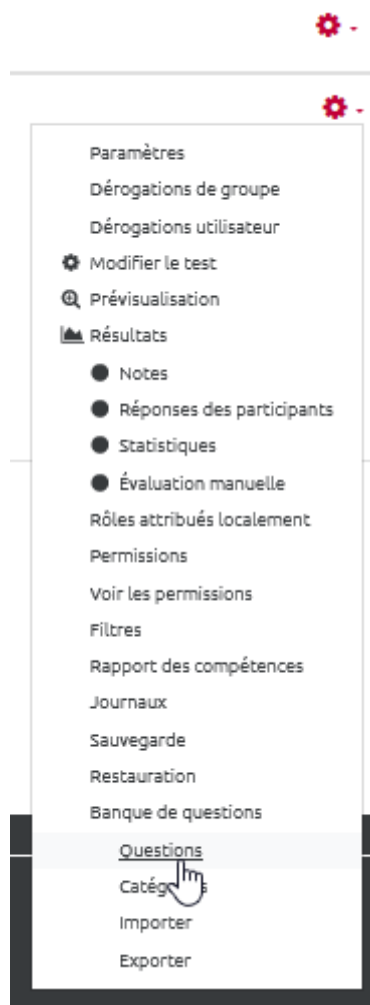 Paramètres
Dérogations de groupe
Dérogations utilisateur
Modifier le test
Prévisualisation
Résultats
Notes
Réponses des participants
Statistiques
Évaluation manuelle
Rôles attribués localement
Permissions
Voir les permissions
Filtres
Rapport des compétences
Journaux
Sauvegarde
Restauration
Banque de questions
Questions
Importer
Exporter